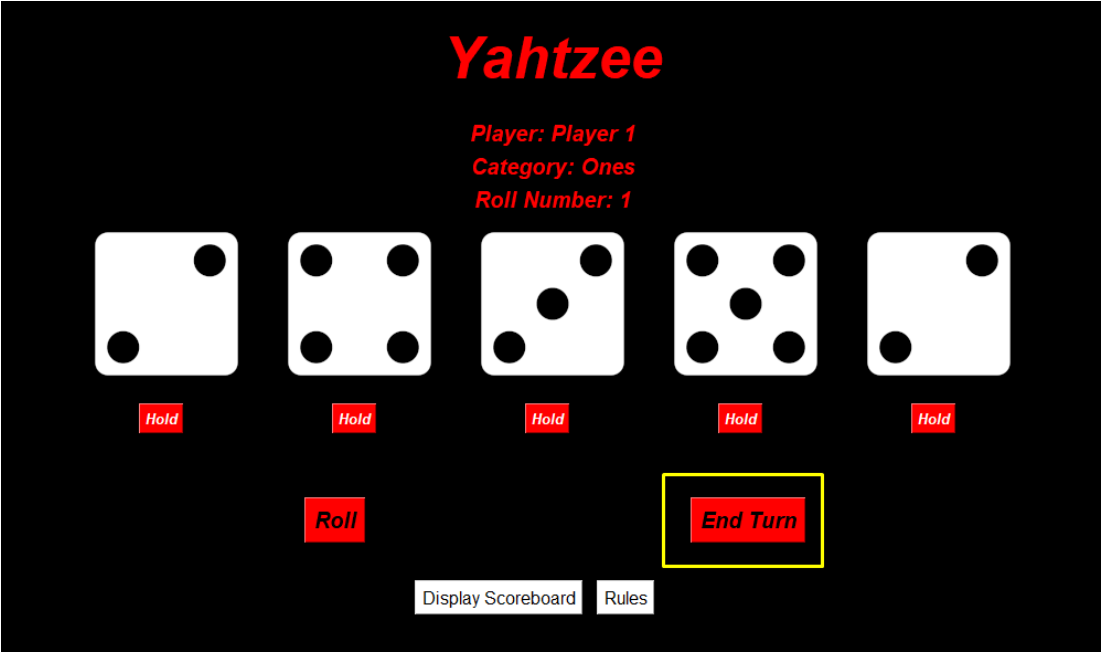 Yahtzee
Player: Player 1
Category: Ones
Roll Number: 1
Hold Hold Hold Hold Hold
Roll End Turn
Display Scoreboard Rules